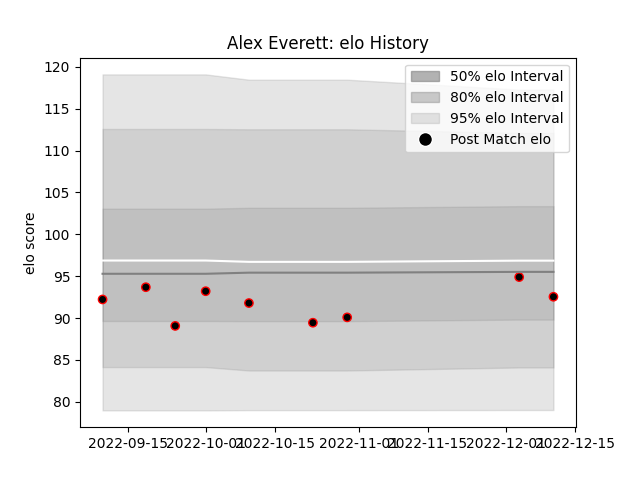 Alex Everett: elo History
50% elo Interval
80% elo Interval
95% elo Interval
Post Match elo
elo score
120
115
110
105
100
95
90
85
80
2022-09-15
2022-10-01
2022-10-15
2022-11-01
2022-11-15
2022-12-01
2022-12-15